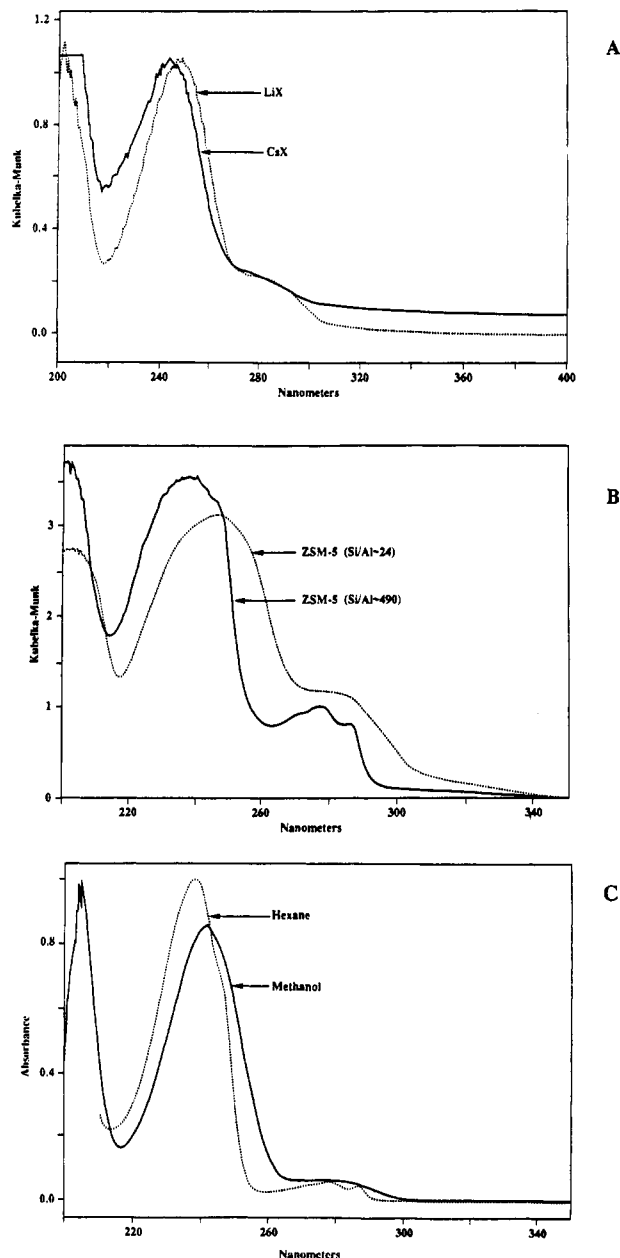 A
1.2
0.8
0.4
0.0
Kubelka-Munk
LiX
CsX
200
240
280
320
360
400
Nanometers
B
3
2
1
0
Kubelka-Munk
ZSM-5 (Si/Al~24)
ZSM-5 (Si/Al~490)
220
260
300
340
Nanometers
C
0.8
0.4
0.0
Absorbance
Hexane
Methanol
220
260
300
350
Nanometers